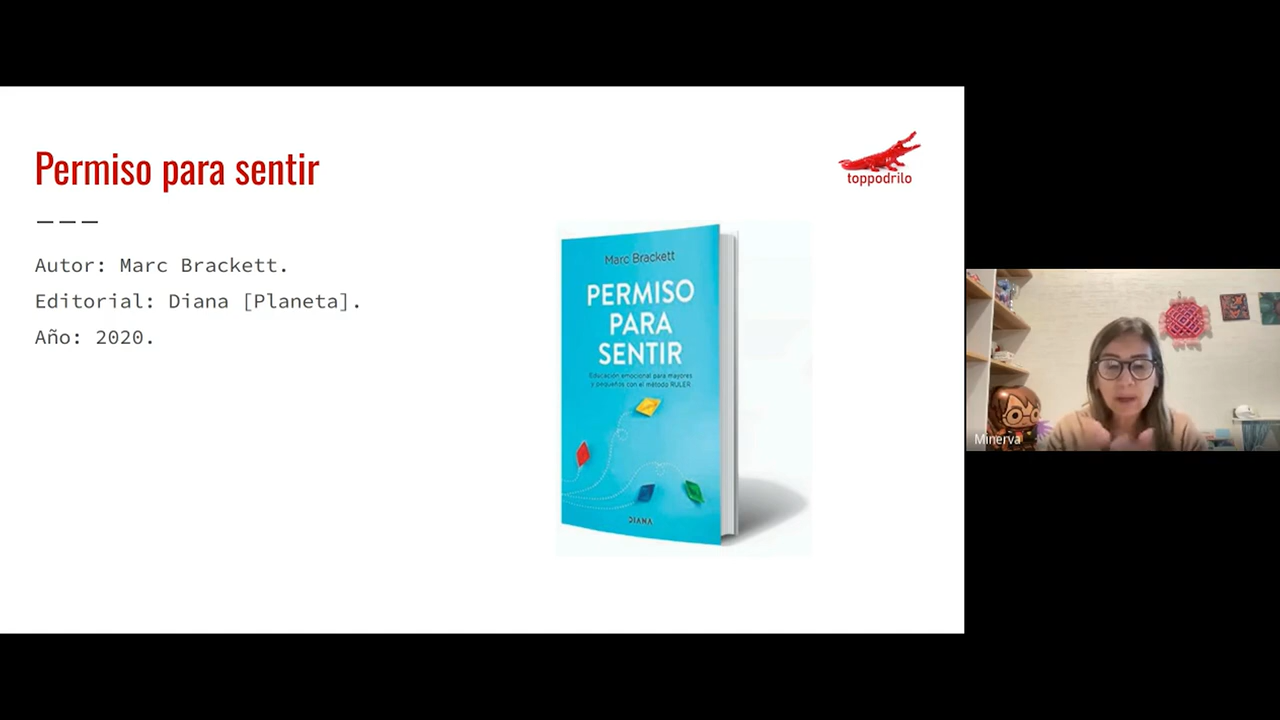 Permiso para sentir
toppodrilo
Autor: Marc Brackett.
Editorial: Diana [Planeta].
Año: 2020.
Marc Brackett
PERMISO
PARA
SENTIR
Educación emocional para mayores
y pequeños con el método RULER
DIANA
Minerva